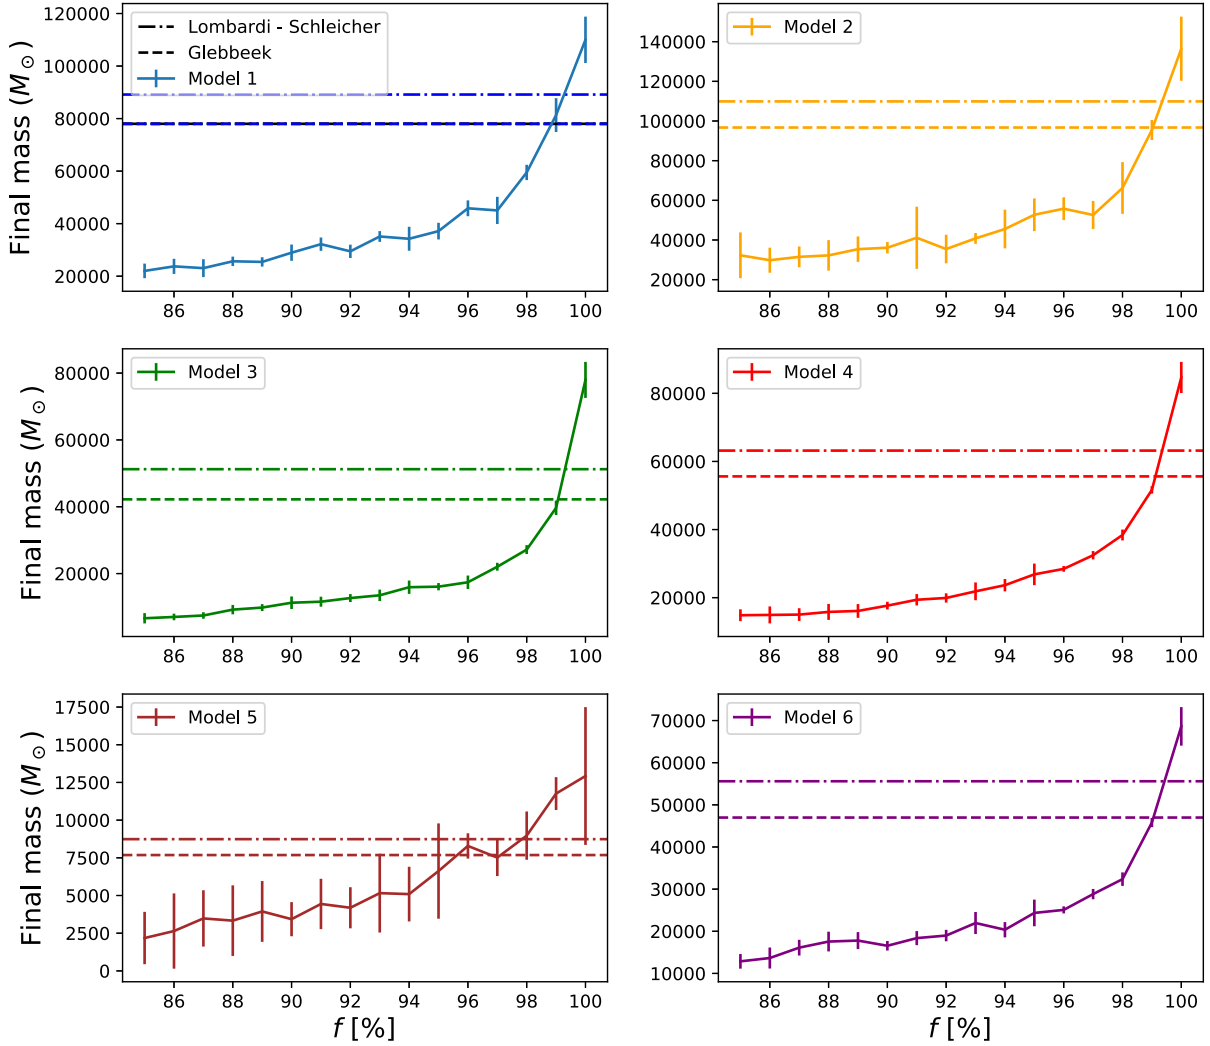 Final mass (M☉)
120000
100000
80000
60000
40000
20000
Lombardi - Schleicher
Glebbeek
Model 1
86 88 90 92 94 96 98 100
140000
120000
100000
80000
60000
40000
20000
Model 2
86 88 90 92 94 96 98 100
Final mass (M☉)
80000
60000
40000
20000
Model 3
86 88 90 92 94 96 98 100
80000
60000
40000
20000
Model 4
86 88 90 92 94 96 98 100
Final mass (M☉)
17500
15000
12500
10000
7500
5000
2500
0
Model 5
86 88 90 92 94 96 98 100
f [%]
70000
60000
50000
40000
30000
20000
10000
Model 6
86 88 90 92 94 96 98 100
f [%]